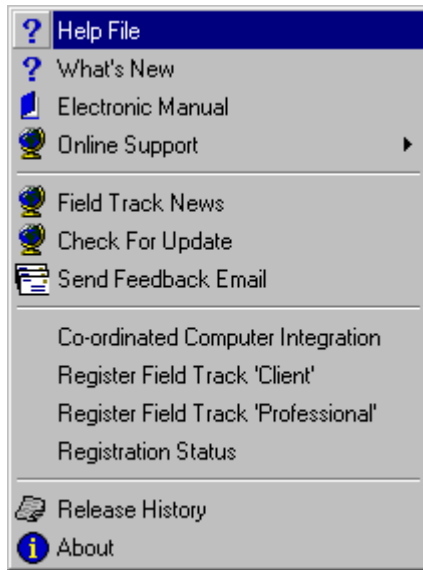 Help File
What's New
Electronic Manual
Online Support
Field Track News
Check For Update
Send Feedback Email
Co-ordinated Computer Integration
Register Field Track 'Client'
Register Field Track 'Professional'
Registration Status
Release History
About